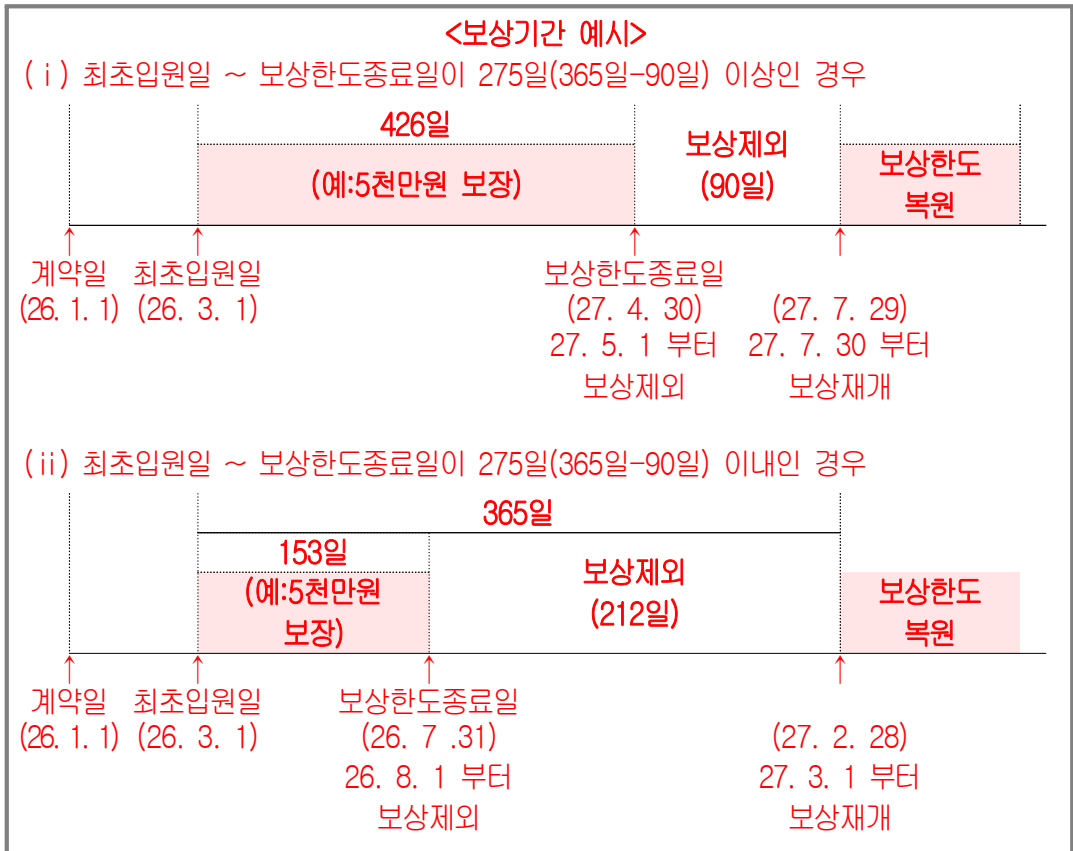 <보상기간 예시>
(ⅰ) 최초입원일 ~ 보상한도종료일이 275일(365일-90일) 이상인 경우
426일
(예:5천만원 보장)
보상제외
(90일)
보상한도
복원
계약일
(26.1.1)
최초입원일
(26. 3. 1)
보상한도종료일
(27. 4. 30)
27. 5. 1 부터
보상제외
(27. 7. 29)
27. 7. 30 부터
보상재개
(ⅱ) 최초입원일 ~ 보상한도종료일이 275일(365일-90일) 이내인 경우
365일
153일
(예:5천만원
보장)
보상제외
(212일)
보상한도
복원
계약일
(26.1.1)
최초입원일
(26. 3. 1)
보상한도종료일
(26. 7 .31)
26. 8. 1 부터
보상제외
(27. 2. 28)
27. 3. 1 부터
보상재개